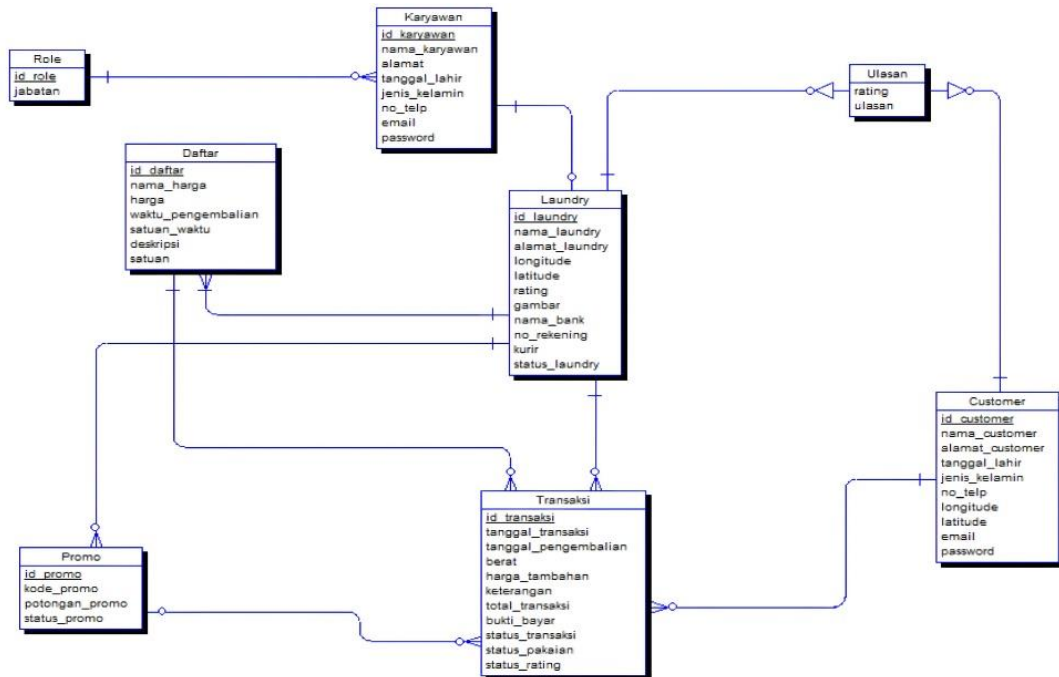 Karyawan
id_karyawan
nama_karyawan
alamat
tanggal_lahir
jenis_kelamin
no_telp
email
password
Role
id_role
jabatan
Ulasan
rating
ulasan
Daftar
id_daftar
nama_harga
harga
waktu_pengembalian
satuan_waktu
deskripsi
satuan
Laundry
id_laundry
nama_laundry
alamat_laundry
longitude
latitude
rating
gambar
nama_bank
no_rekening
kurir
status_laundry
Customer
id_customer
nama_customer
alamat_customer
tanggal_lahir
jenis_kelamin
no_telp
longitude
latitude
email
password
Transaksi
id_transaksi
tanggal_transaksi
tanggal_pengembalian
berat
harga_tambahan
keterangan
total_transaksi
bukti_bayar
status_transaksi
status_pakaian
status_rating
Promo
id_promo
kode_promo
potongan_promo
status_promo